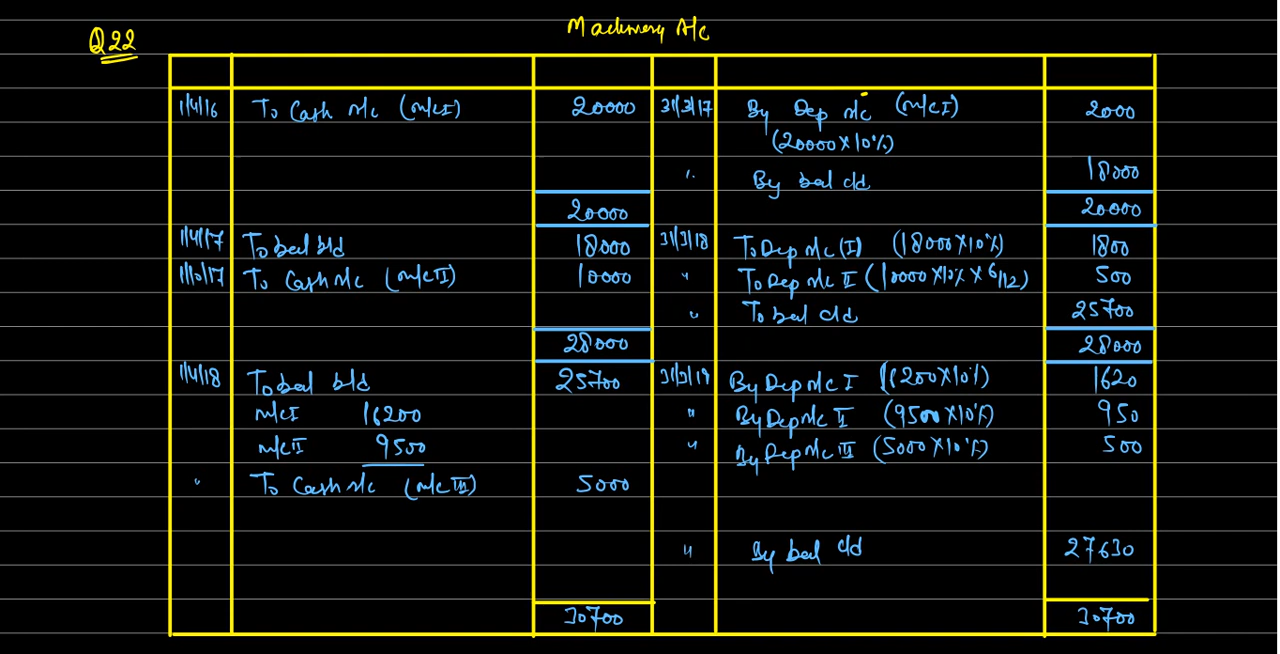 Q22
Machinery A/c
1/4/16 To Cash A/c (m/c I) 20000 31/3/17 By Dep A/c (m/c I) 2000
(20000 X 10%)
" By bal c/d 18000
20000 20000
1/4/17 To bal b/d 18000 31/3/18 To Dep A/c (I) (18000 X 10%) 1800
1/10/17 To Cash A/c (m/c II) 10000 " To Dep A/c II (10000 X 10% X 6/12) 500
" To bal c/d 25700
28000 28000
1/4/18 To bal b/d 25700 31/3/19 By Dep A/c I (16200 X 10%) 1620
m/c I 16200 " By Dep A/c II (9500 X 10%) 950
m/c II 9500 " By Dep A/c III (5000 X 10%) 500
" To Cash A/c (m/c III) 5000
" By bal c/d 27630
30700 30700